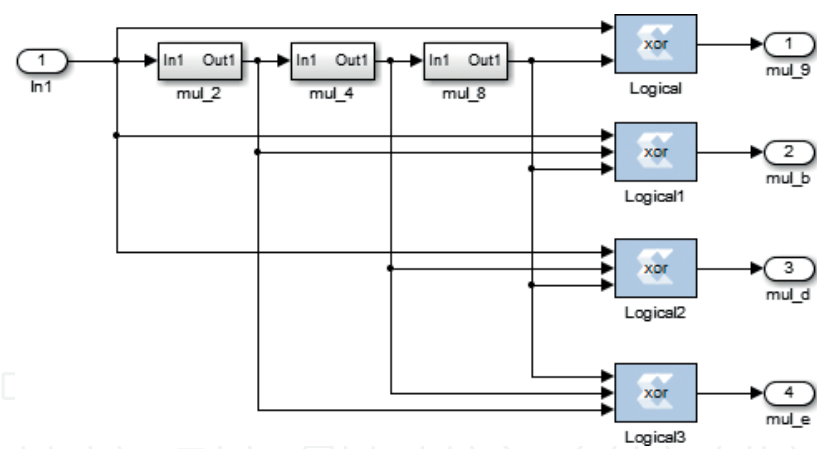 1
In1
In1 Out1
mul_2
In1 Out1
mul_4
In1 Out1
mul_8
xor
Logical
1
mul_9
xor
Logical1
2
mul_b
xor
Logical2
3
mul_d
xor
Logical3
4
mul_e